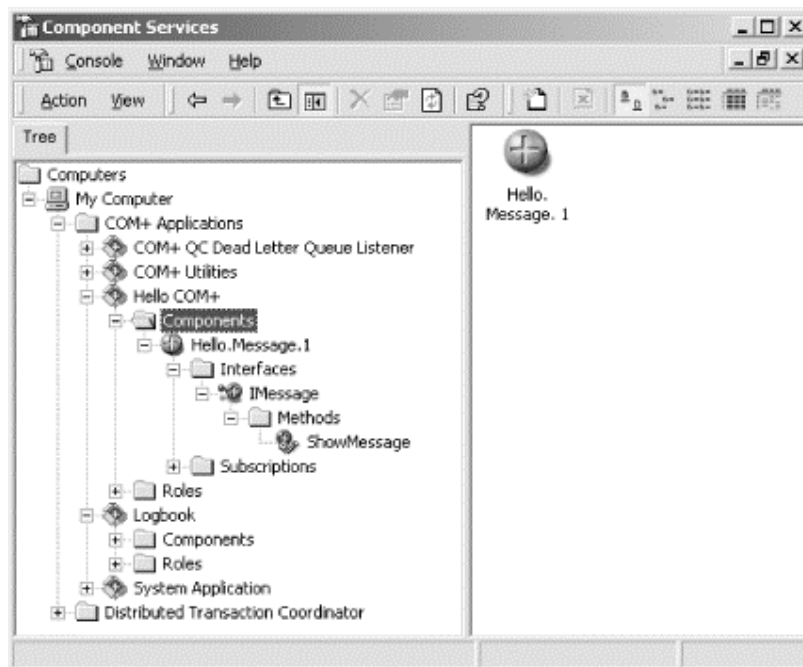 Component Services
Console Window Help
Action View
Tree
Computers
My Computer
COM+ Applications
COM+ QC Dead Letter Queue Listener
COM+ Utilities
Hello COM+
Components
Hello.Message.1
Interfaces
IMessage
Methods
ShowMessage
Subscriptions
Roles
Logbook
Components
Roles
System Application
Distributed Transaction Coordinator
Hello.
Message. 1